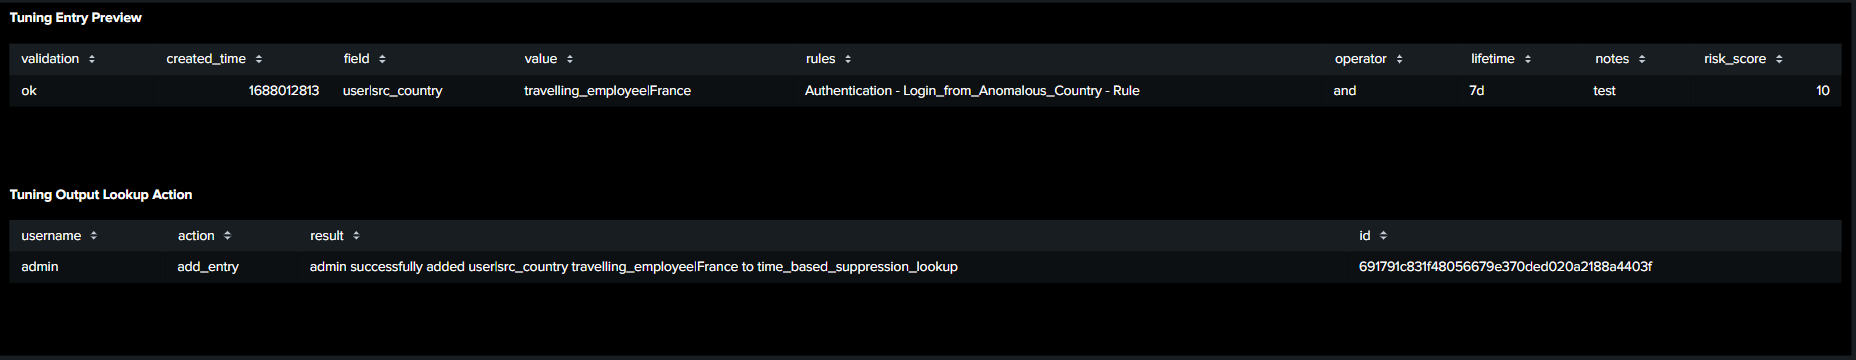 Tuning Entry Preview
validation created_time field value rules operator lifetime notes risk_score
ok 1688012813 user|src_country travelling_employee|France Authentication - Login_from_Anomalous_Country - Rule and 7d test 10
Tuning Output Lookup Action
username action result id
admin add_entry admin successfully added user|src_country travelling_employee|France to time_based_suppression_lookup 691791c831f48056679e370ded020a2188a4403f